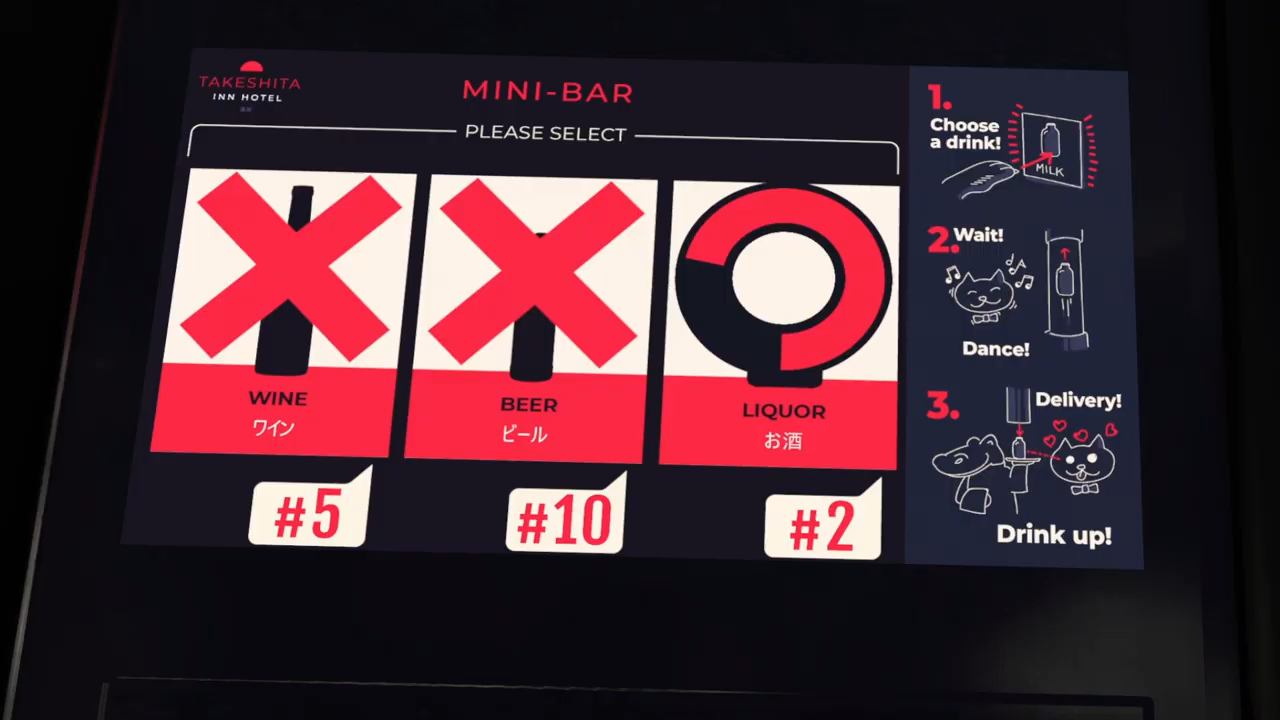 TAKESHITA
INN HOTEL
MINI-BAR
PLEASE SELECT
WINE
ワイン
#5
BEER
ビール
#10
LIQUOR
お酒
#2
1.
Choose
a drink!
MILK
2.
Wait!
Dance!
3.
Delivery!
Drink up!